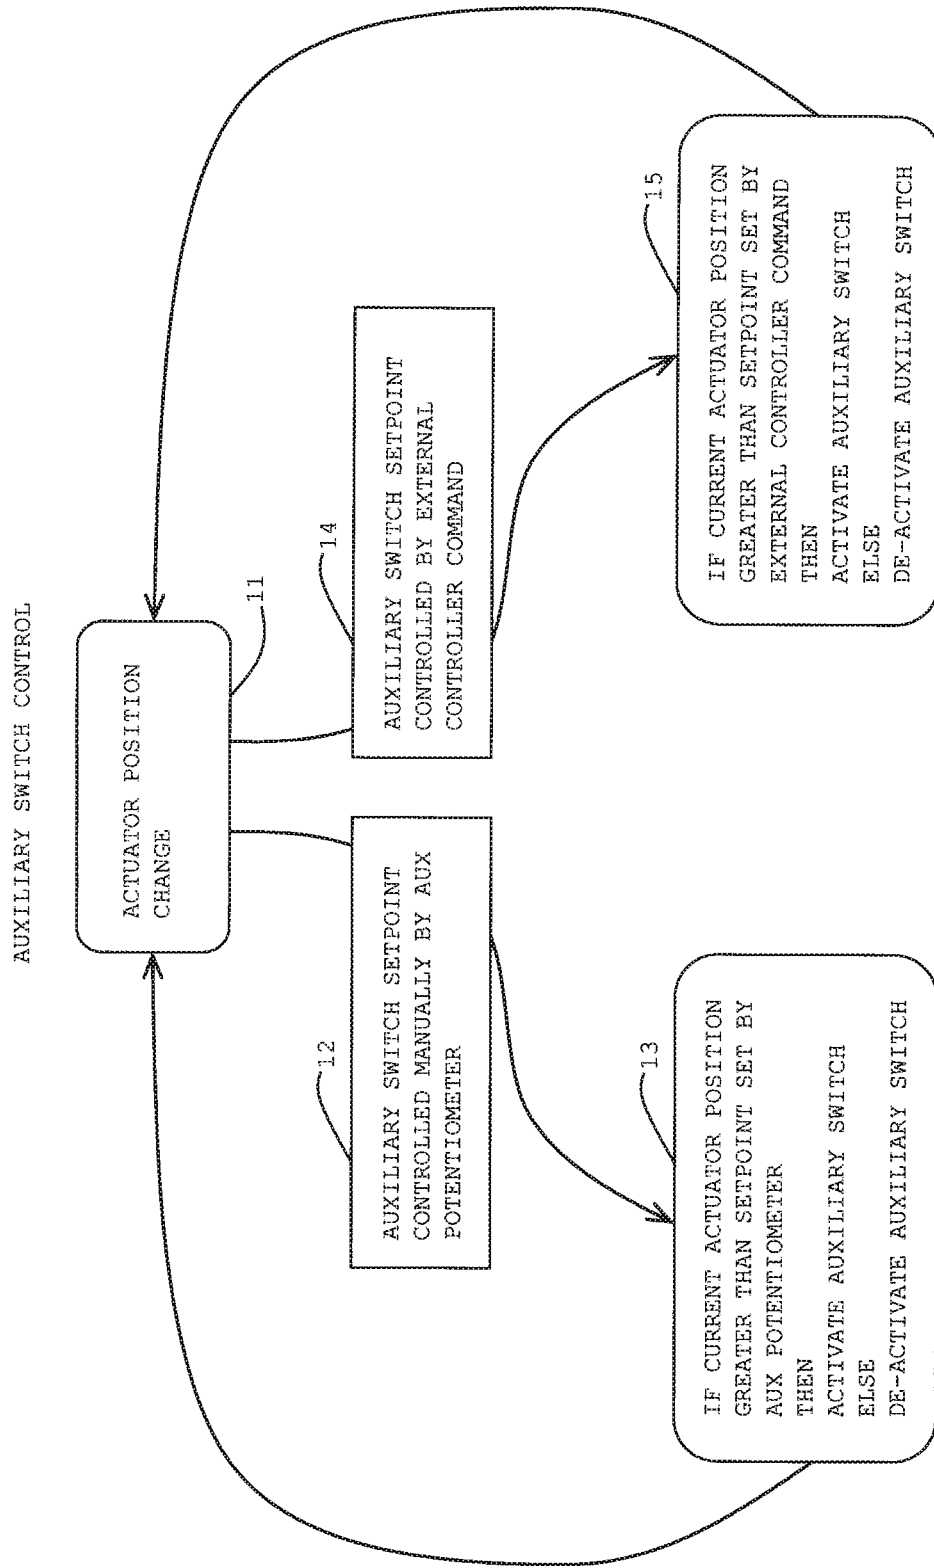 AUXILIARY SWITCH CONTROL
ACTUATOR POSITION
CHANGE
11
12
AUXILIARY SWITCH SETPOINT
CONTROLLED MANUALLY BY AUX
POTENTIOMETER
14
AUXILIARY SWITCH SETPOINT
CONTROLLED BY EXTERNAL
CONTROLLER COMMAND
13
IF CURRENT ACTUATOR POSITION
GREATER THAN SETPOINT SET BY
AUX POTENTIOMETER
THEN
ACTIVATE AUXILIARY SWITCH
ELSE
DE-ACTIVATE AUXILIARY SWITCH
15
IF CURRENT ACTUATOR POSITION
GREATER THAN SETPOINT SET BY
EXTERNAL CONTROLLER COMMAND
THEN
ACTIVATE AUXILIARY SWITCH
ELSE
DE-ACTIVATE AUXILIARY SWITCH